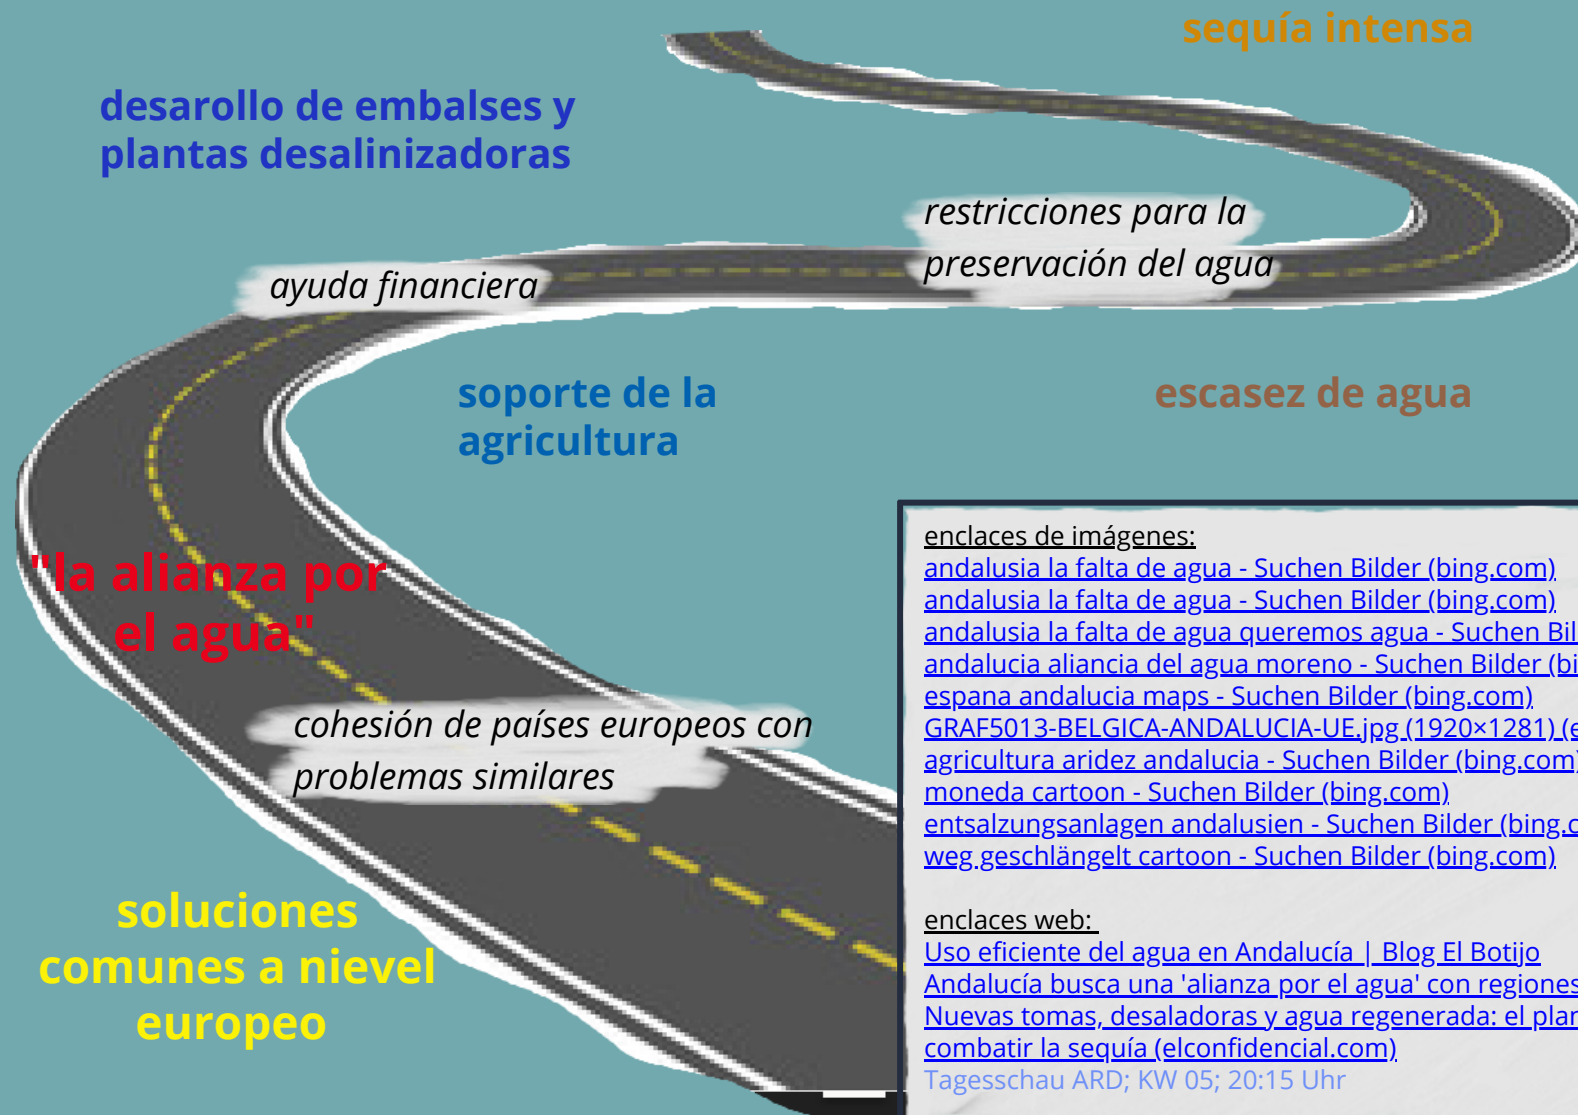 sequía intensa
desarollo de embalses y
plantas desalinizadoras
restricciones para la
preservación del agua
ayuda financiera
soporte de la
agricultura
escasez de agua
"la alianza por
el agua"
cohesión de países europeos con
problemas similares
soluciones
comunes a nievel
europeo
enclaces de imágenes:
andalusia la falta de agua - Suchen Bilder (bing.com)
andalusia la falta de agua - Suchen Bilder (bing.com)
andalusia la falta de agua queremos agua - Suchen Bil
andalucia aliancia del agua moreno - Suchen Bilder (bi
espana andalucia maps - Suchen Bilder (bing.com)
GRAF5013-BELGICA-ANDALUCIA-UE.jpg (1920×1281) (e
agricultura aridez andalucia - Suchen Bilder (bing.com)
moneda cartoon - Suchen Bilder (bing.com)
entsalzungsanlagen andalusien - Suchen Bilder (bing.c
weg geschlängelt cartoon - Suchen Bilder (bing.com)
enclaces web:
Uso eficiente del agua en Andalucía | Blog El Botijo
Andalucía busca una 'alianza por el agua' con regiones
Nuevas tomas, desaladoras y agua regenerada: el plan
combatir la sequía (elconfidencial.com)
Tagesschau ARD; KW 05; 20:15 Uhr